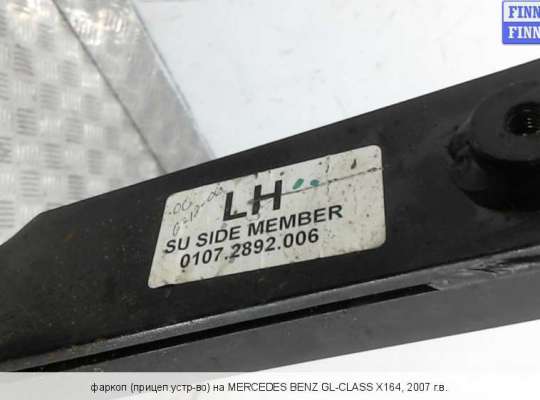 FINN
FINN
LH
SU SIDE MEMBER
0107.2892.006
фаркоп (прицеп.устр-во) на MERCEDES BENZ GL-CLASS X164, 2007 г.в.